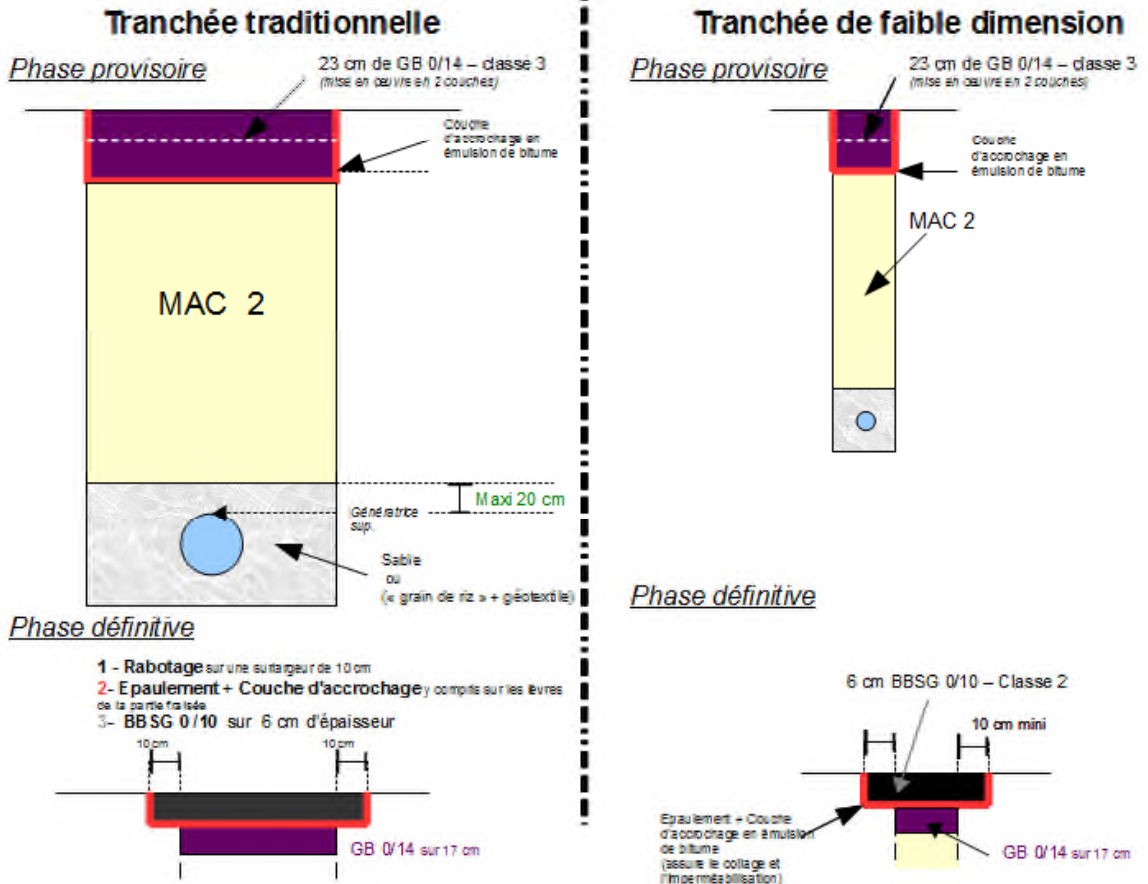 Tranchée traditionnelle
Phase provisoire
23 cm de GB 0/14 – classe 3
(mise en œuvre en 2 couches)
Couche
d'accrochage en
émulsion de bitume
MAC 2
Maxi 20 cm
Génératrice
sup.
Sable
ou
(« grain de riz » + géotextile)
Phase définitive
1 - Rabotage sur une surlargeur de 10 cm
2- Epaulement + Couche d'accrochage y compris sur les lèvres
de la partie fraisée
3- BBSG 0/10 sur 6 cm d'épaisseur
10 cm
10 cm
GB 0/14 sur 17 cm
Tranchée de faible dimension
Phase provisoire
23 cm de GB 0/14 – classe 3
(mise en œuvre en 2 couches)
Couche
d'accrochage en
émulsion de bitume
MAC 2
Phase définitive
6 cm BBSG 0/10 – Classe 2
10 cm mini
Epaulement + Couche
d'accrochage en émulsion
de bitume
(assure le collage et
l'imperméabilisation)
GB 0/14 sur 17 cm